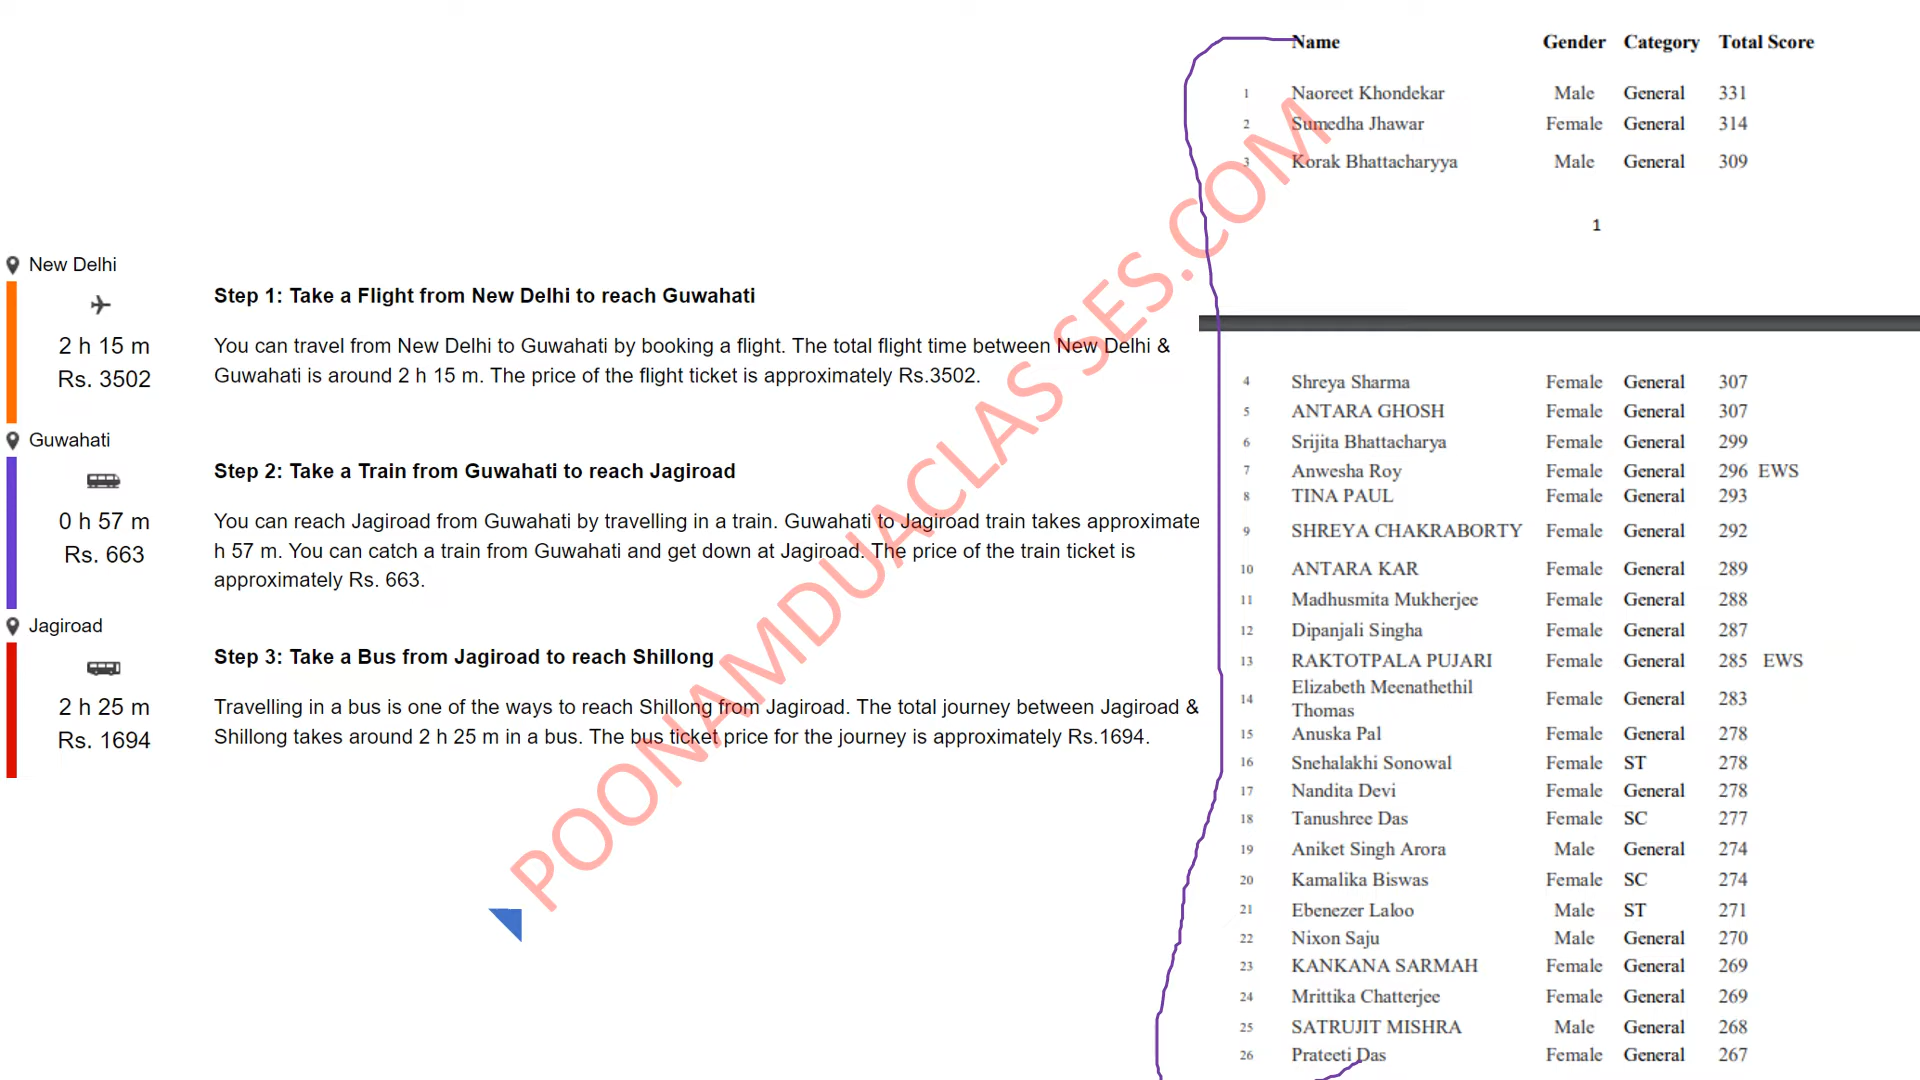 New Delhi
2 h 15 m
Rs. 3502
Step 1: Take a Flight from New Delhi to reach Guwahati
You can travel from New Delhi to Guwahati by booking a flight. The total flight time between New Delhi &
Guwahati is around 2 h 15 m. The price of the flight ticket is approximately Rs.3502.
Guwahati
0 h 57 m
Rs. 663
Step 2: Take a Train from Guwahati to reach Jagiroad
You can reach Jagiroad from Guwahati by travelling in a train. Guwahati to Jagiroad train takes approximate
h 57 m. You can catch a train from Guwahati and get down at Jagiroad. The price of the train ticket is
approximately Rs. 663.
Jagiroad
2 h 25 m
Rs. 1694
Step 3: Take a Bus from Jagiroad to reach Shillong
Travelling in a bus is one of the ways to reach Shillong from Jagiroad. The total journey between Jagiroad &
Shillong takes around 2 h 25 m in a bus. The bus ticket price for the journey is approximately Rs.1694.
POONAMDUACLAS SES.COM
Name Gender Category Total Score
1 Naoreet Khondekar Male General 331
2 Sumedha Jhawar Female General 314
3 Korak Bhattacharyya Male General 309
1
4 Shreya Sharma Female General 307
5 ANTARA GHOSH Female General 307
6 Srijita Bhattacharya Female General 299
7 Anwesha Roy Female General 296 EWS
8 TINA PAUL Female General 293
9 SHREYA CHAKRABORTY Female General 292
10 ANTARA KAR Female General 289
11 Madhusmita Mukherjee Female General 288
12 Dipanjali Singha Female General 287
13 RAKTOTPALA PUJARI Female General 285 EWS
14 Elizabeth Meenathethil
Thomas Female General 283
15 Anuska Pal Female General 278
16 Snehalakhi Sonowal Female ST 278
17 Nandita Devi Female General 278
18 Tanushree Das Female SC 277
19 Aniket Singh Arora Male General 274
20 Kamalika Biswas Female SC 274
21 Ebenezer Laloo Male ST 271
22 Nixon Saju Male General 270
23 KANKANA SARMAH Female General 269
24 Mrittika Chatterjee Female General 269
25 SATRUJIT MISHRA Male General 268
26 Prateeti Das Female General 267